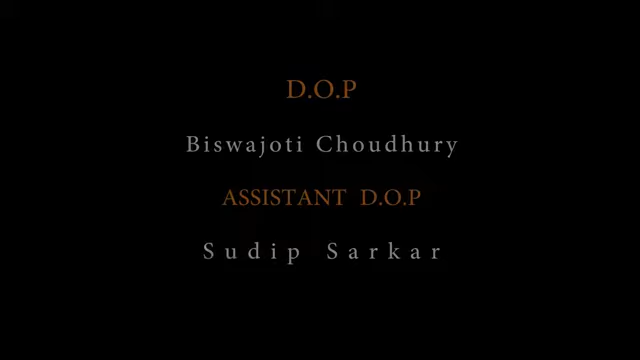 D.O.P
Biswajoti Choudhury
ASSISTANT D.O.P
Sudip Sarkar